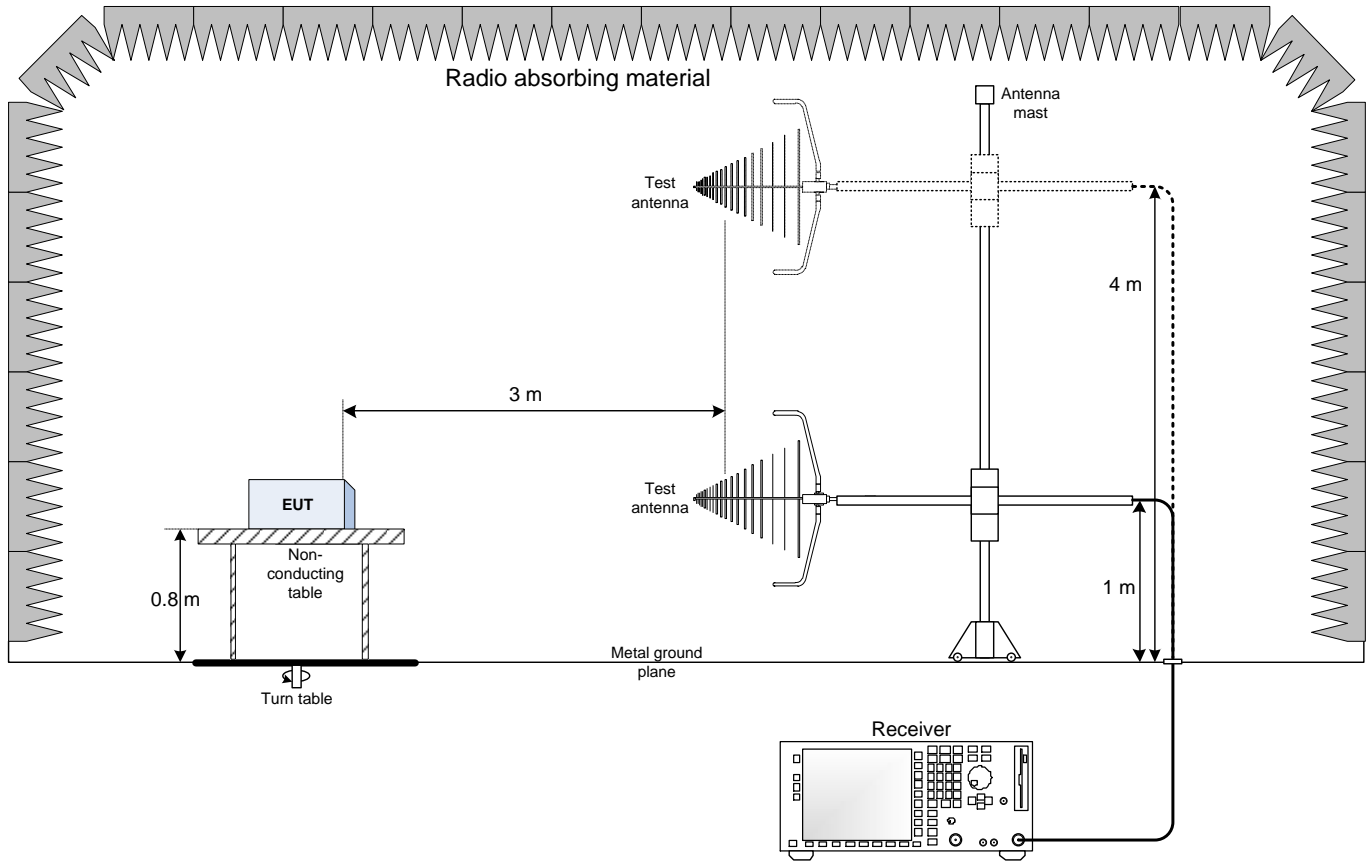 Radio absorbing material
Antenna
mast
Test
antenna
4 m
3 m
EUT
Test
antenna
Non-
conducting
table
0.8 m
1 m
Metal ground
plane
Turn table
Receiver